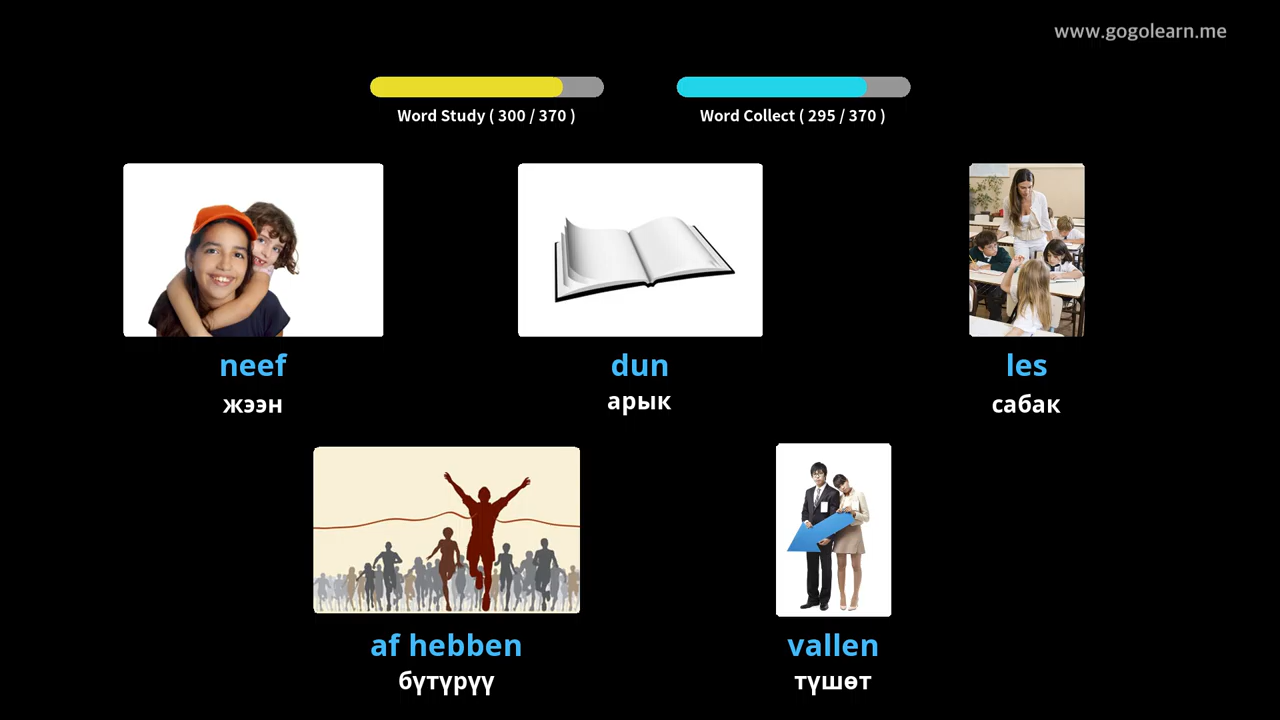 www.gogolearn.me
Word Study ( 300 / 370 )
Word Collect ( 295 / 370 )
neef
жээн
dun
арык
les
сабак
af hebben
бүтүрүү
vallen
түшөт